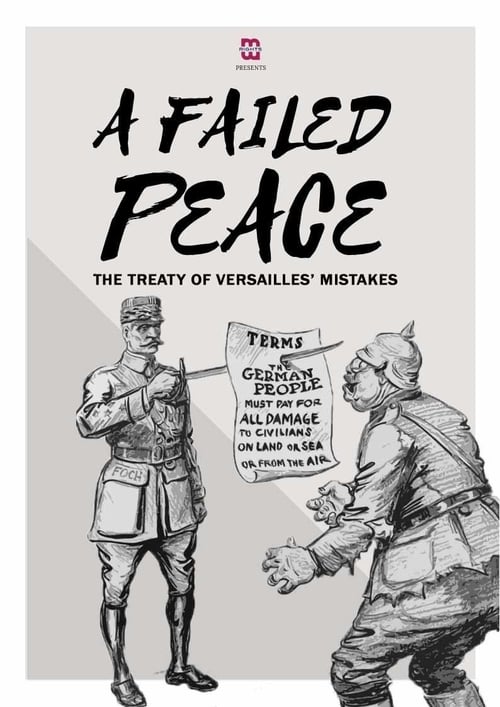 RIGHTS
PRESENTS
A FAILED
PEACE
THE TREATY OF VERSAILLES' MISTAKES
TERMS
THE
GERMAN
PEOPLE
MUST PAY FOR
ALL DAMAGE
TO CIVILIANS
ON LAND OR SEA
OR FROM THE AIR
FOCH